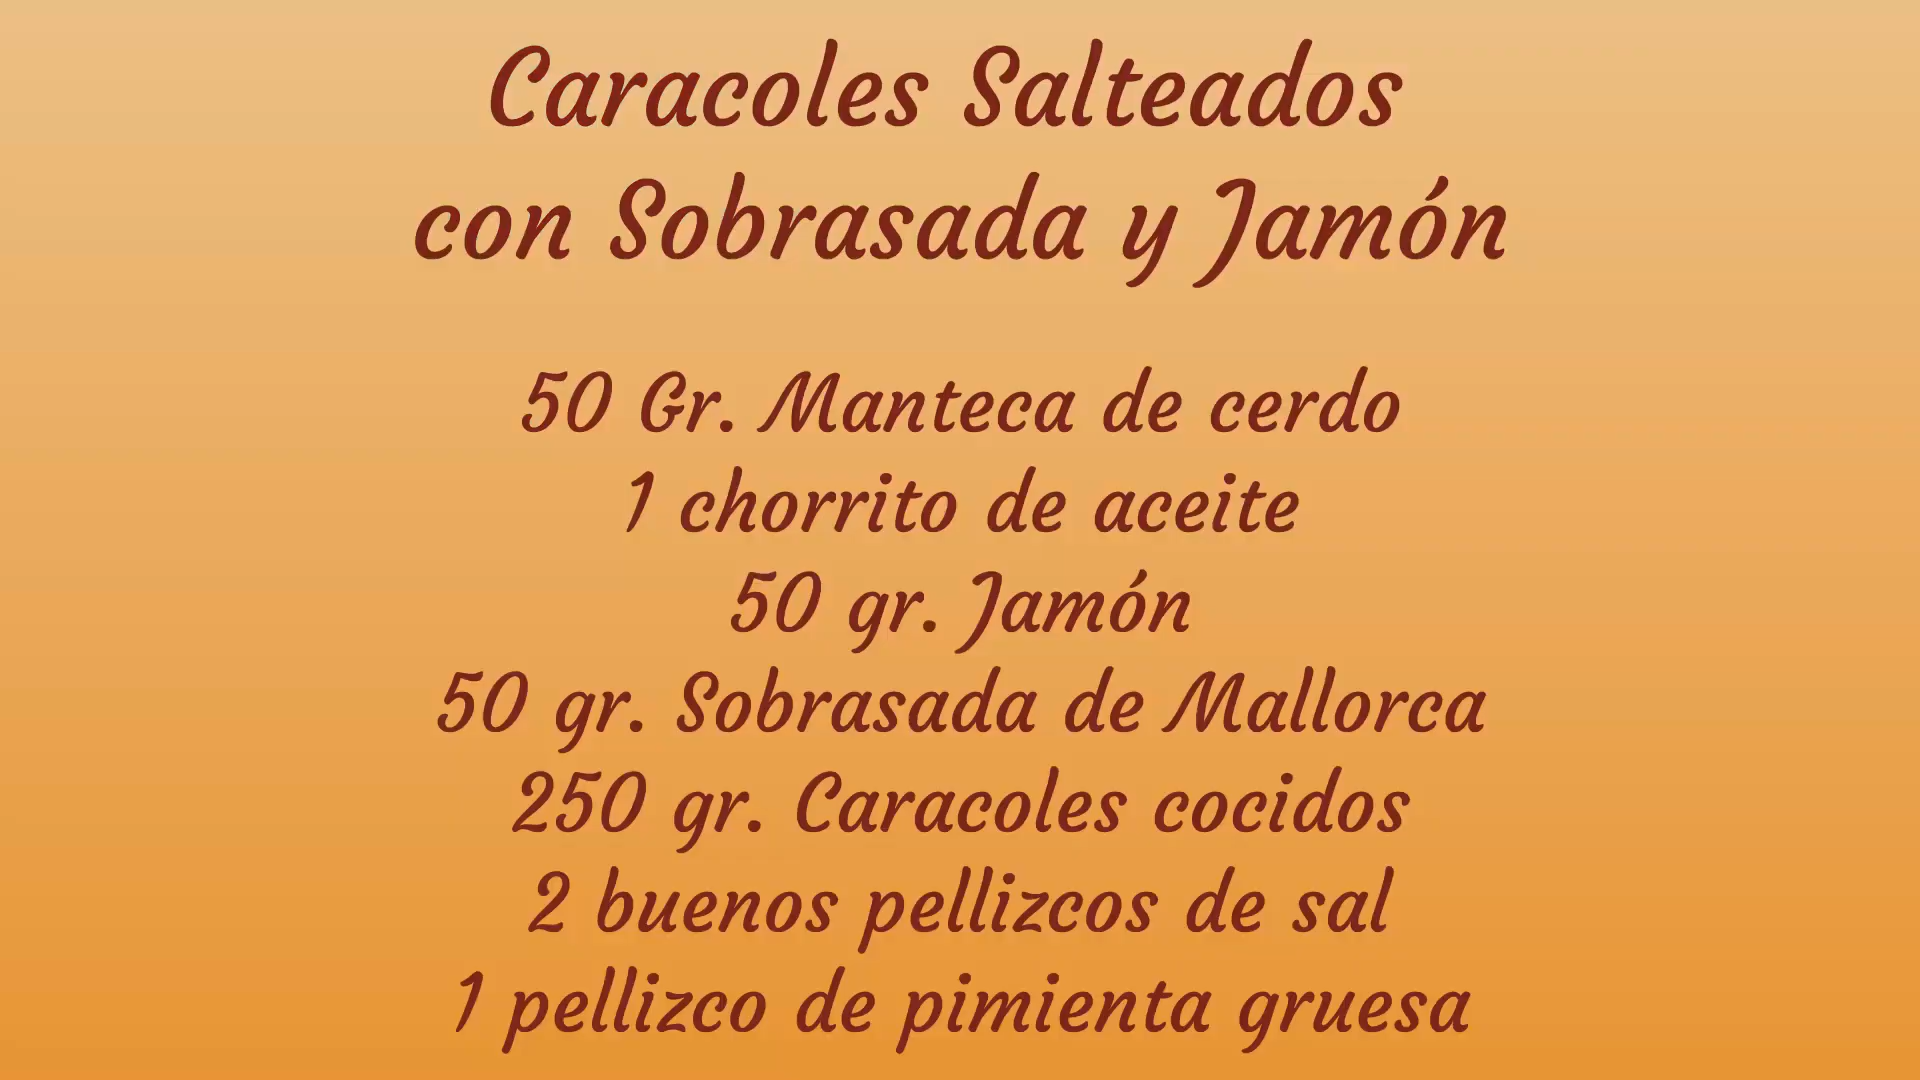 Caracoles Salteados
con Sobrasada y Jamón
50 Gr. Manteca de cerdo
1 chorrito de aceite
50 gr. Jamón
50 gr. Sobrasada de Mallorca
250 gr. Caracoles cocidos
2 buenos pellizcos de sal
1 pellizco de pimienta gruesa